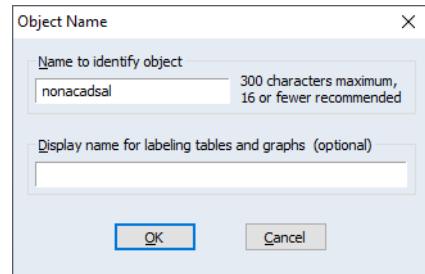 Object Name
Name to identify object
nonacadsal
300 characters maximum,
16 or fewer recommended
Display name for labeling tables and graphs (optional)
OK
Cancel